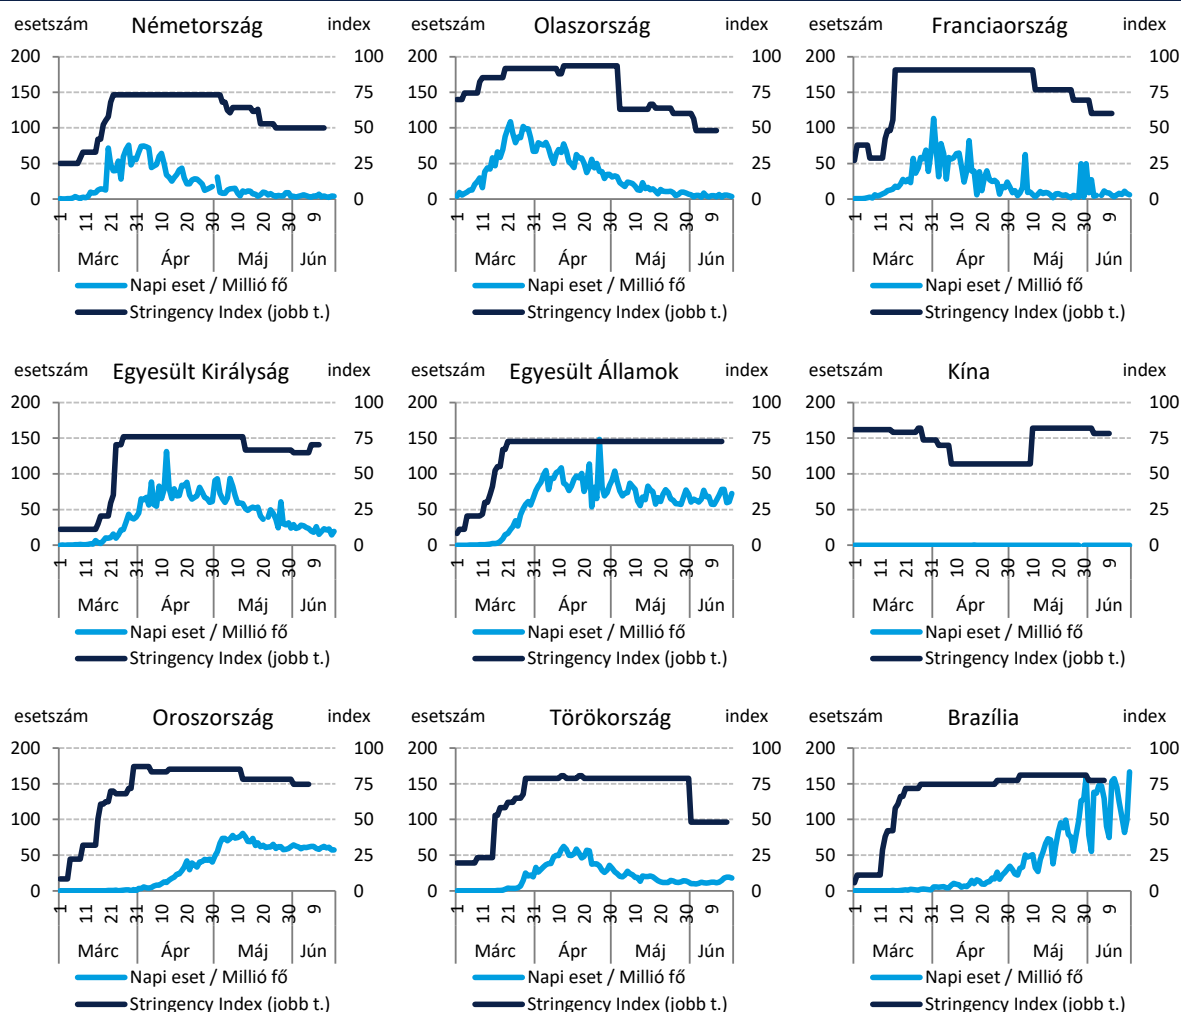 esetszám Németország index
esetszám Olaszország index
esetszám Franciaország index
200 100 200 100 200 100
150 75 150 75 150 75
100 50 100 50 100 50
50 25 50 25 50 25
0 0 0 0 0 0
1 11 21 31 10 20 30 10 20 30 9
1 11 21 31 10 20 30 10 20 30 9
1 11 21 31 10 20 30 10 20 30 9
Márc Ápr Máj Jún
Márc Ápr Máj Jún
Márc Ápr Máj Jún
Napi eset / Millió fő
Napi eset / Millió fő
Napi eset / Millió fő
Stringency Index (jobb t.)
Stringency Index (jobb t.)
Stringency Index (jobb t.)
esetszám Egyesült Királyság index
esetszám Egyesült Államok index
esetszám Kína index
200 100 200 100 200 100
150 75 150 75 150 75
100 50 100 50 100 50
50 25 50 25 50 25
0 0 0 0 0 0
1 11 21 31 10 20 30 10 20 30 9
1 11 21 31 10 20 30 10 20 30 9
1 11 21 31 10 20 30 10 20 30 9
Márc Ápr Máj Jún
Márc Ápr Máj Jún
Márc Ápr Máj Jún
Napi eset / Millió fő
Napi eset / Millió fő
Napi eset / Millió fő
Stringency Index (jobb t.)
Stringency Index (jobb t.)
Stringency Index (jobb t.)
esetszám Oroszország index
esetszám Törökország index
esetszám Brazília index
200 100 200 100 200 100
150 75 150 75 150 75
100 50 100 50 100 50
50 25 50 25 50 25
0 0 0 0 0 0
1 11 21 31 10 20 30 10 20 30 9
1 11 21 31 10 20 30 10 20 30 9
1 11 21 31 10 20 30 10 20 30 9
Márc Ápr Máj Jún
Márc Ápr Máj Jún
Márc Ápr Máj Jún
Napi eset / Millió fő
Napi eset / Millió fő
Napi eset / Millió fő
Stringency Index (jobb t.)
Stringency Index (jobb t.)
Stringency Index (jobb t.)